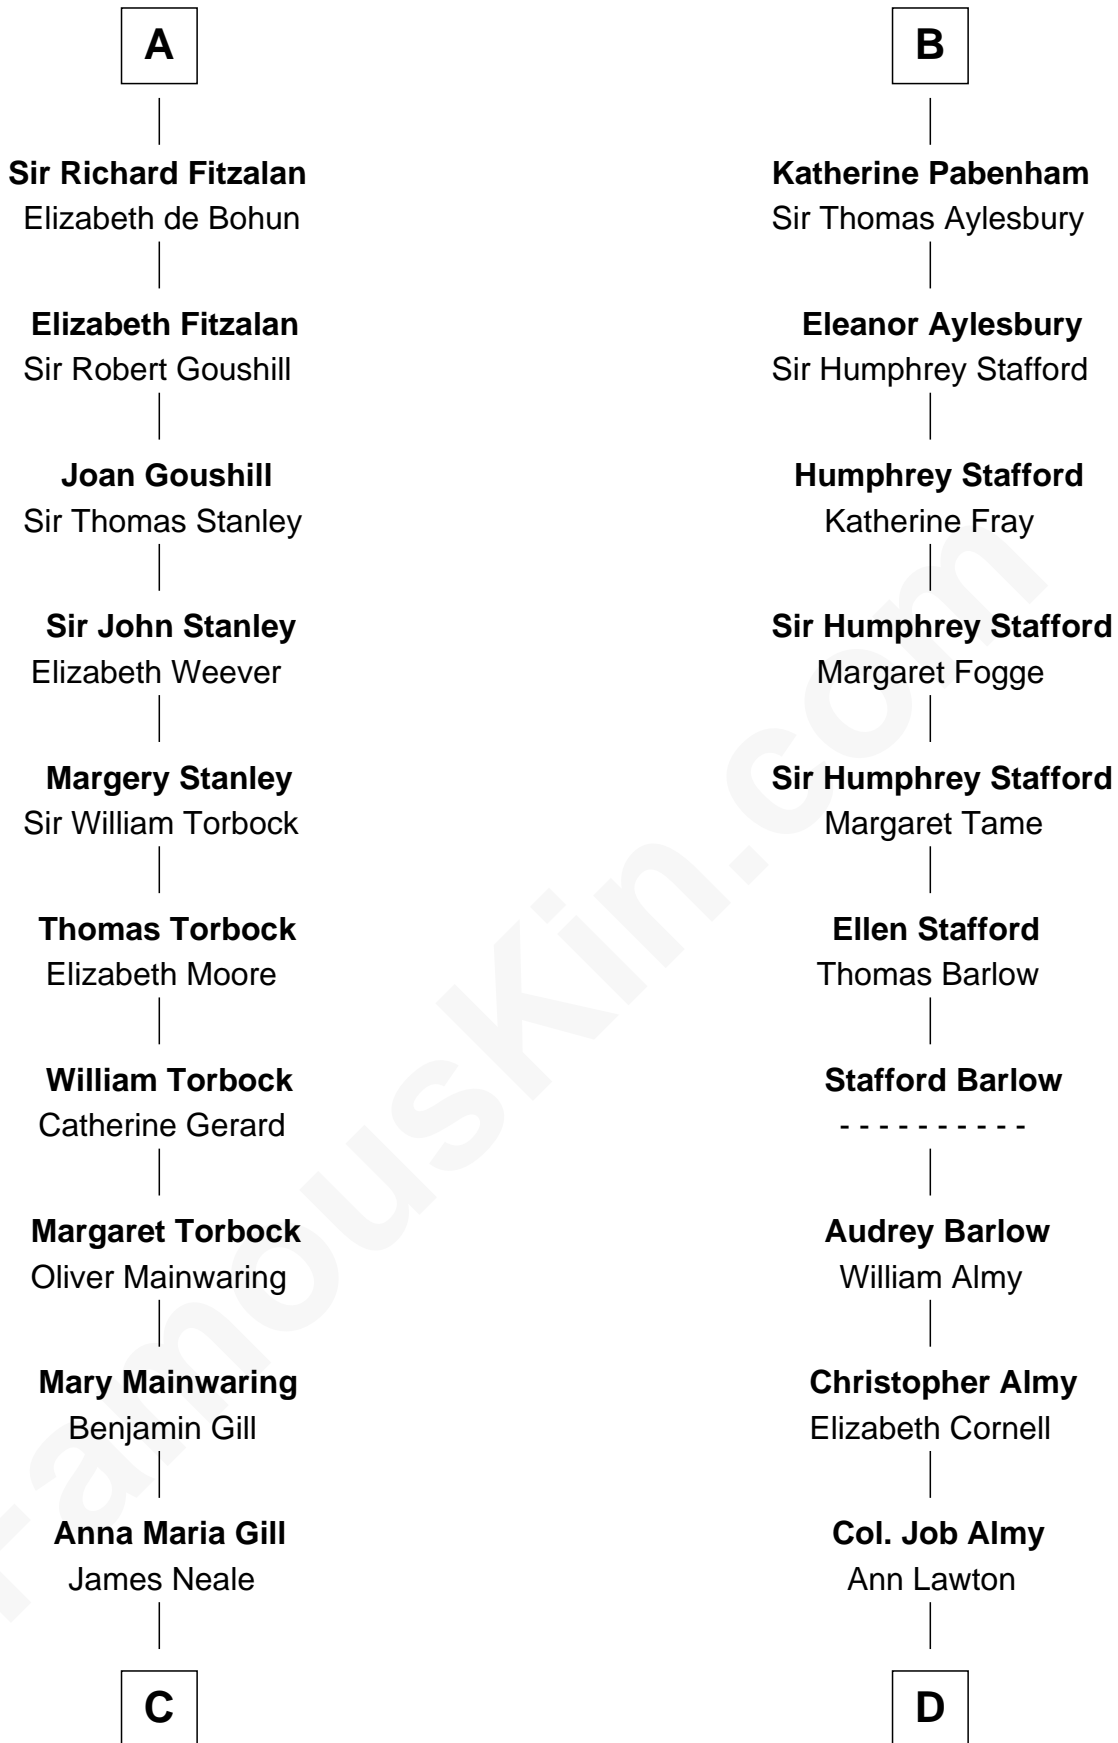 A
Sir Richard Fitzalan
Elizabeth de Bohun
Elizabeth Fitzalan
Sir Robert Goushill
Joan Goushill
Sir Thomas Stanley
Sir John Stanley
Elizabeth Weever
Margery Stanley
Sir William Torbock
Thomas Torbock
Elizabeth Moore
William Torbock
Catherine Gerard
Margaret Torbock
Oliver Mainwaring
Mary Mainwaring
Benjamin Gill
Anna Maria Gill
James Neale
C
B
Katherine Pabenham
Sir Thomas Aylesbury
Eleanor Aylesbury
Sir Humphrey Stafford
Humphrey Stafford
Katherine Fray
Sir Humphrey Stafford
Margaret Fogge
Sir Humphrey Stafford
Margaret Tame
Ellen Stafford
Thomas Barlow
Stafford Barlow
- - - - - - - - - -
Audrey Barlow
William Almy
Christopher Almy
Elizabeth Cornell
Col. Job Almy
Ann Lawton
D
FamousKin.com